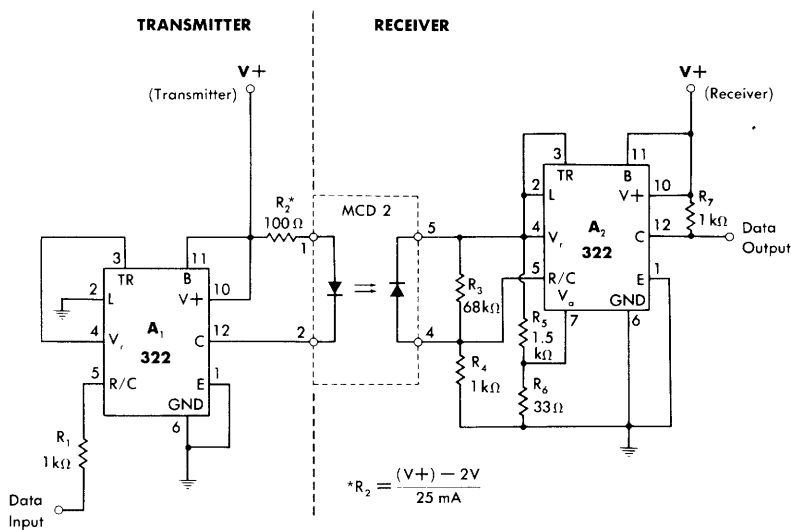 TRANSMITTER
RECEIVER
V+
(Transmitter)
V+
(Receiver)
R2*
100 Ω
1
2
MCD 2
5
4
3
TR
11
B
2
L
V+
10
4
Vr
A1
322
C
12
5
R/C
E
1
GND
6
R1
1kΩ
Data
Input
R3
68kΩ
R4
1kΩ
3
TR
11
B
2
L
V+
10
4
Vr
A2
322
C
12
5
R/C
Va
7
E
1
GND
6
R5
1.5
kΩ
R6
33Ω
R7
1kΩ
Data
Output
*R2 = (V+) – 2V
25 mA